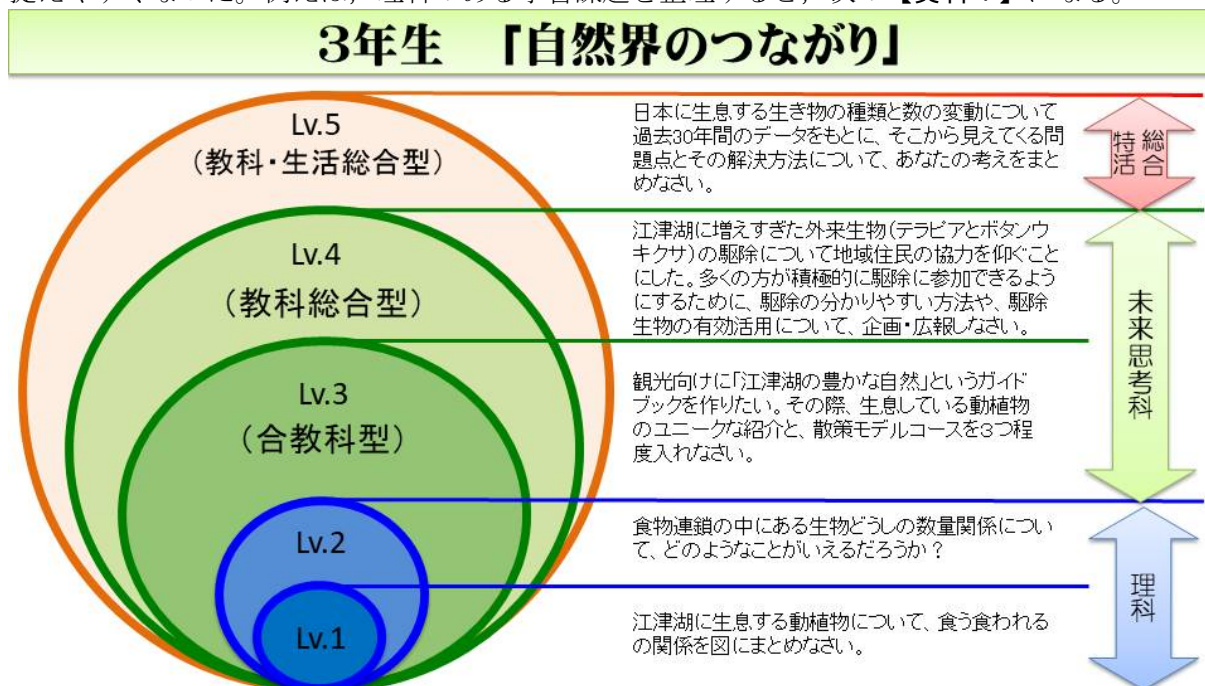 ３年生 『自然界のつながり』
Lv.5
（教科・生活総合型）
Lv.4
（教科総合型）
Lv.3
（合教科型）
Lv.2
Lv.1
日本に生息する生き物の種類と数の変動について
過去30年間のデータをもとに、そこから見えてくる問
題点とその解決方法について、あなたの考えをまと
めなさい。
江津湖に増えすぎた外来生物(テラピアとボタンウ
キクサ)の駆除について地域住民の協力を仰ぐこと
にした。多くの方が積極的に駆除に参加できるよう
にするために、駆除の分かりやすい方法や、駆除
生物の有効活用について、企画・広報しなさい。
観光向けに「江津湖の豊かな自然」というガイド
ブックを作りたい。その際、生息している動植物
のユニークな紹介と、散策モデルコースを３つ程
度入れなさい。
食物連鎖の中にある生物どうしの数量関係につい
て、どのようなことがいえるだろうか？
江津湖に生息する動植物について、食う食われる
の関係を図にまとめなさい。
総合
特活
未来思考科
理科